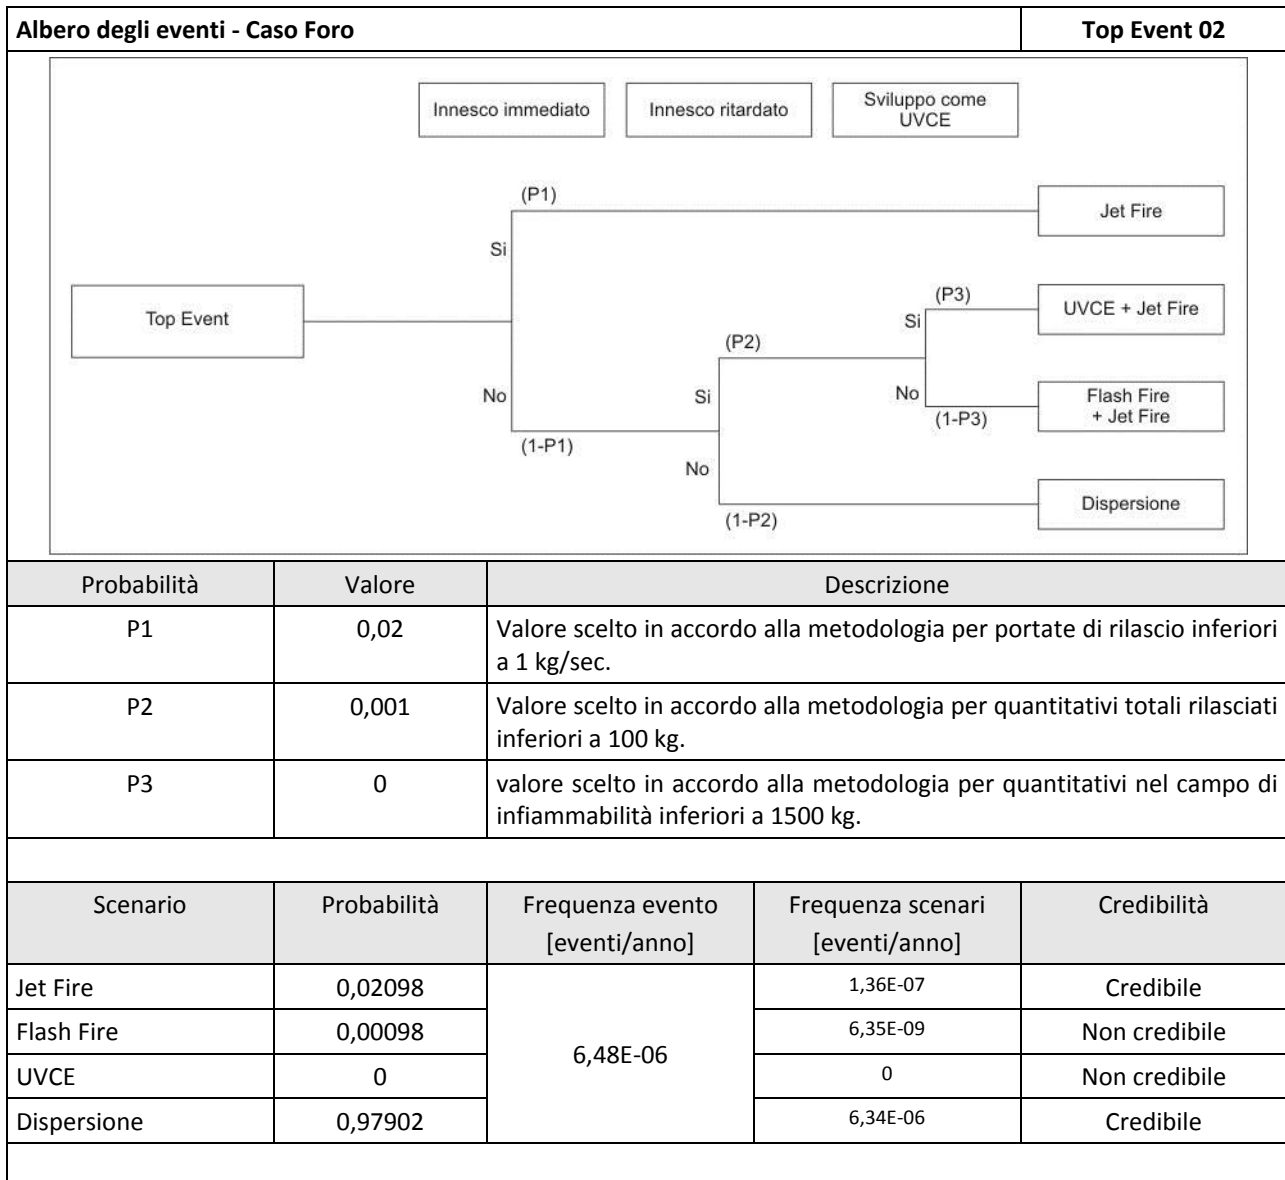 Albero degli eventi - Caso Foro
Top Event 02
Innesco immediato
Innesco ritardato
Sviluppo come
UVCE
(P1)
Jet Fire
Si
Top Event
(P3)
UVCE + Jet Fire
Si
(P2)
No
Si
No
Flash Fire
+ Jet Fire
(1-P3)
(1-P1)
No
Dispersione
(1-P2)
Probabilità
Valore
Descrizione
P1
0,02
Valore scelto in accordo alla metodologia per portate di rilascio inferiori
a 1 kg/sec.
P2
0,001
Valore scelto in accordo alla metodologia per quantitativi totali rilasciati
inferiori a 100 kg.
P3
0
valore scelto in accordo alla metodologia per quantitativi nel campo di
infiammabilità inferiori a 1500 kg.
Scenario
Probabilità
Frequenza evento
[eventi/anno]
Frequenza scenari
[eventi/anno]
Credibilità
Jet Fire
0,02098
6,48E-06
1,36E-07
Credibile
Flash Fire
0,00098
6,35E-09
Non credibile
UVCE
0
0
Non credibile
Dispersione
0,97902
6,34E-06
Credibile